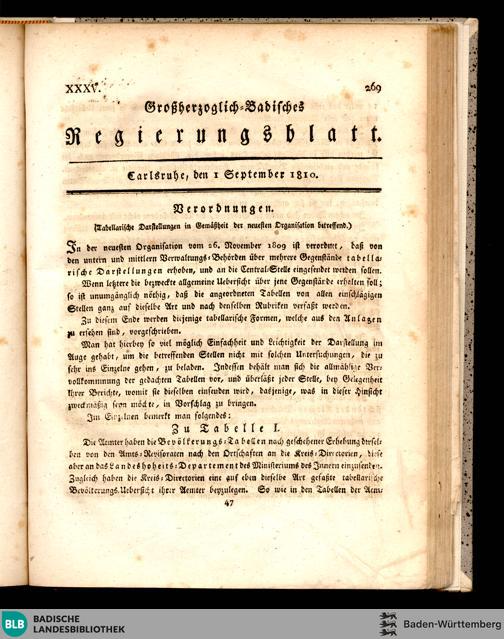 XXXV. 269
Großherzoglich-Badisches
Regierungsblatt.
Carlsruhe, den 1 September 1810.
Verordnungen.
(Tabellarische Darstellungen in Gemäßheit der neuesten Organisation betreffend.)
In der neuesten Organisation vom 26. November 1809 ist verordnet, daß von
den untern und mittlern Verwaltungs-Behörden über mehrere Gegenstände tabella-
rische Darstellungen erhoben, und an die Central-Stelle eingesendet werden sollen.
Wenn letztere die bezweckte allgemeine Uebersicht über jene Gegenstände erhalten soll;
so ist unumgänglich nöthig, daß die angeordneten Tabellen von allen einschlägigen
Stellen ganz auf dieselbe Art und nach denselben Rubriken verfaßt werden.
Zu diesem Ende werden diejenige tabellarische Formen, welche aus den Anlagen
zu ersehen sind, vorgeschrieben.
Man hat hierbey so viel möglich Einfachheit und Leichtigkeit der Darstellung im
Auge gehabt, um die betreffenden Stellen nicht mit solchen Untersuchungen, die zu
sehr ins Einzelne gehen, zu beladen. Indessen behält man sich die allmählige Ver-
vollkommnung der gedachten Tabellen vor, und überläßt jeder Stelle, bey Gelegenheit
ihrer Berichte, womit sie dieselben einsenden wird, dasjenige, was in dieser Hinsicht
zweckmäßig seyn möchte, in Vorschlag zu bringen.
Im Einzelnen bemerkt man folgendes:
Zu Tabelle I.
Die Aemter haben die Bevölkerungs-Tabellen nach geschehener Erhebung dersel-
ben von den Amts-Revisoraten nach den Ortschaften an die Kreis-Directorien, diese
aber an das Landeshoheits-Departement des Ministeriums des Innern einzusenden.
Zugleich haben die Kreis-Directorien eine auf eben dieselbe Art gefaßte tabellarische
Bevölkerungs-Uebersicht ihrer Aemter beyzulegen. So wie in den Tabellen der Aem-
47
BLB BADISCHE
LANDESBIBLIOTHEK
Baden-Württemberg